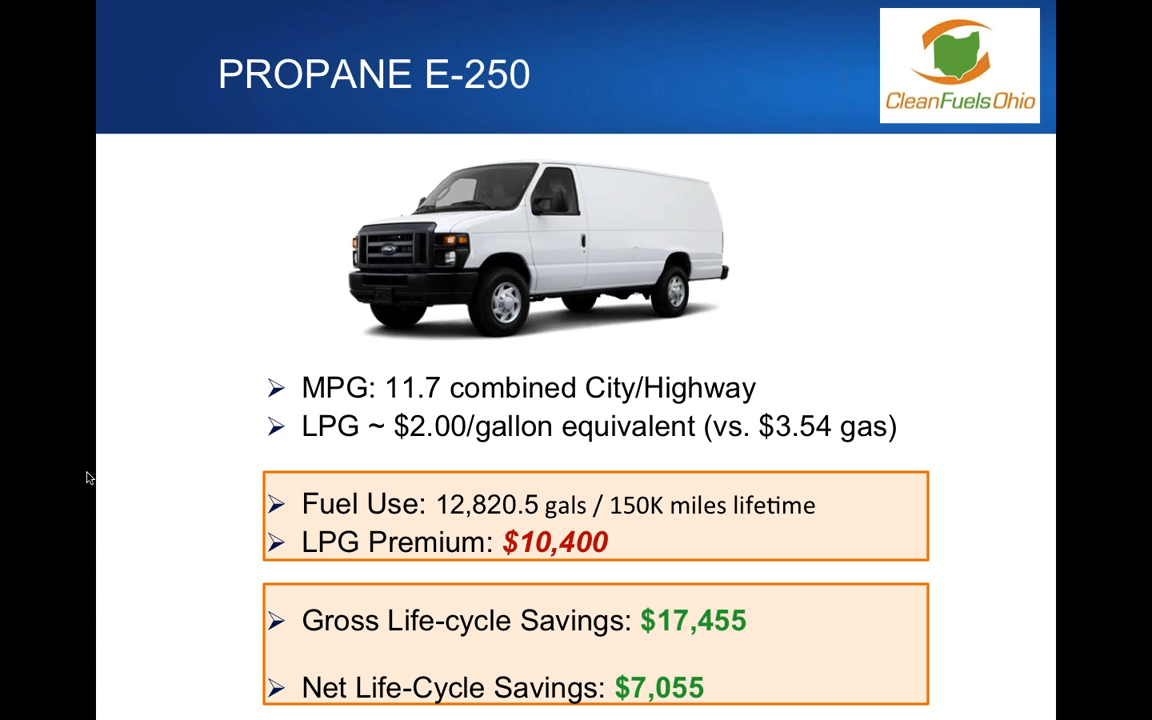 PROPANE E-250
CleanFuelsOhio
Ford
➢ MPG: 11.7 combined City/Highway
➢ LPG ~ $2.00/gallon equivalent (vs. $3.54 gas)
➢ Fuel Use: 12,820.5 gals / 150K miles lifetime
➢ LPG Premium: $10,400
➢ Gross Life-cycle Savings: $17,455
➢ Net Life-Cycle Savings: $7,055